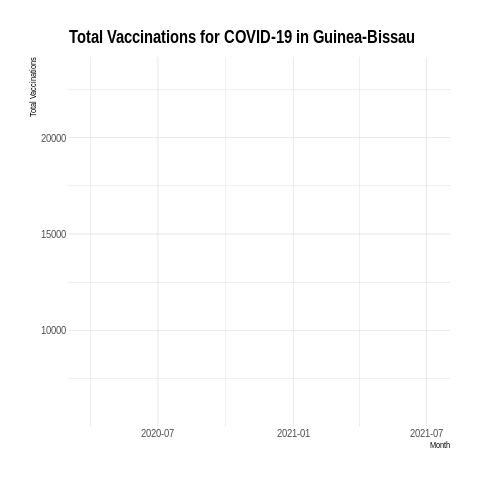 Total Vaccinations for COVID-19 in Guinea-Bissau
Total Vaccinations
20000
15000
10000
2020-07 2021-01 2021-07
Month